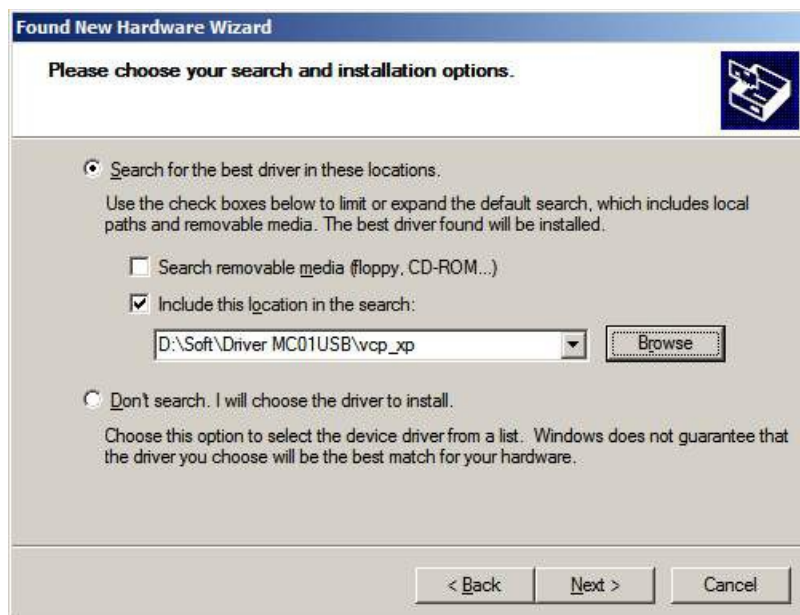 Found New Hardware Wizard
Please choose your search and installation options.
Search for the best driver in these locations.
Use the check boxes below to limit or expand the default search, which includes local
paths and removable media. The best driver found will be installed.
Search removable media (floppy, CD-ROM...)
Include this location in the search:
D:\Soft\Driver MC01USB\vcp_xp
Browse
Don't search. I will choose the driver to install.
Choose this option to select the device driver from a list. Windows does not guarantee that
the driver you choose will be the best match for your hardware.
< Back Next > Cancel